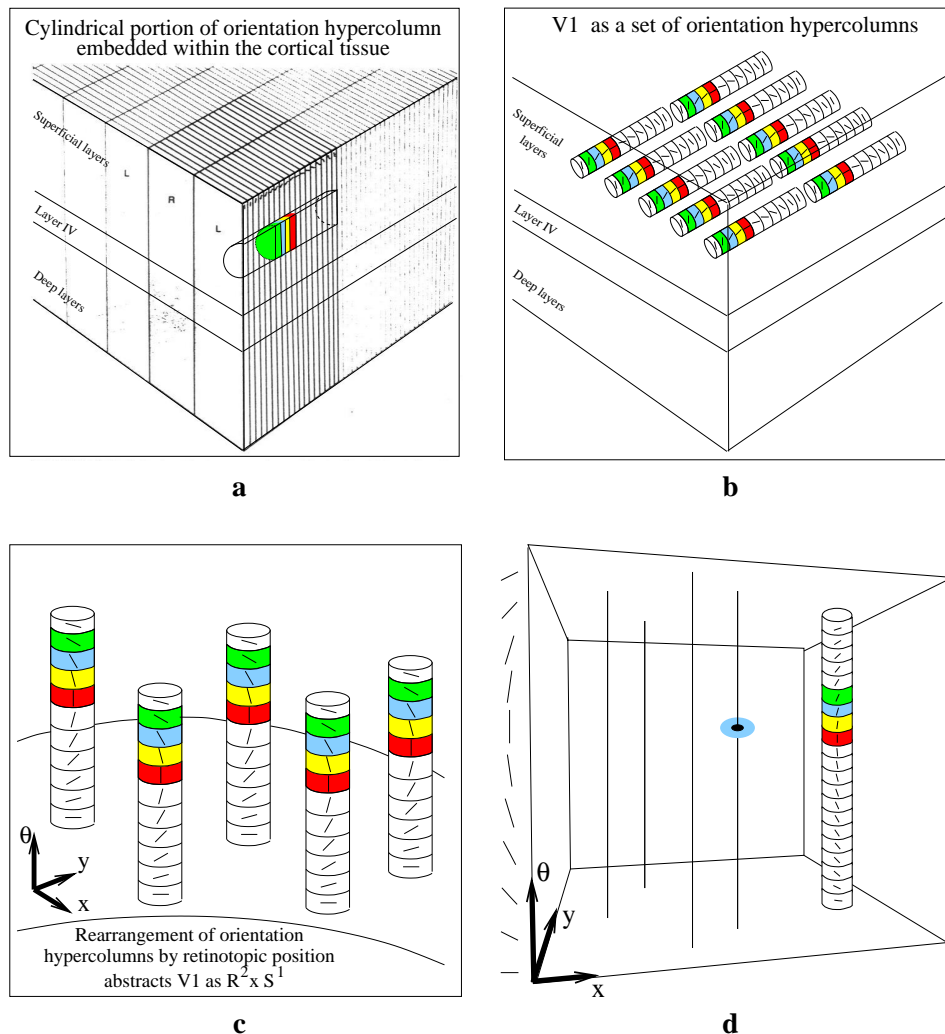 Cylindrical portion of orientation hypercolumn
embedded within the cortical tissue
Superficial layers
L
R
L
Layer IV
Deep layers
a
V1 as a set of orientation hypercolumns
Superficial
layers
Layer IV
Deep layers
b
θ
y
x
Rearrangement of orientation
hypercolumns by retinotopic position
abstracts V1 as R² x S¹
c
θ
y
x
d